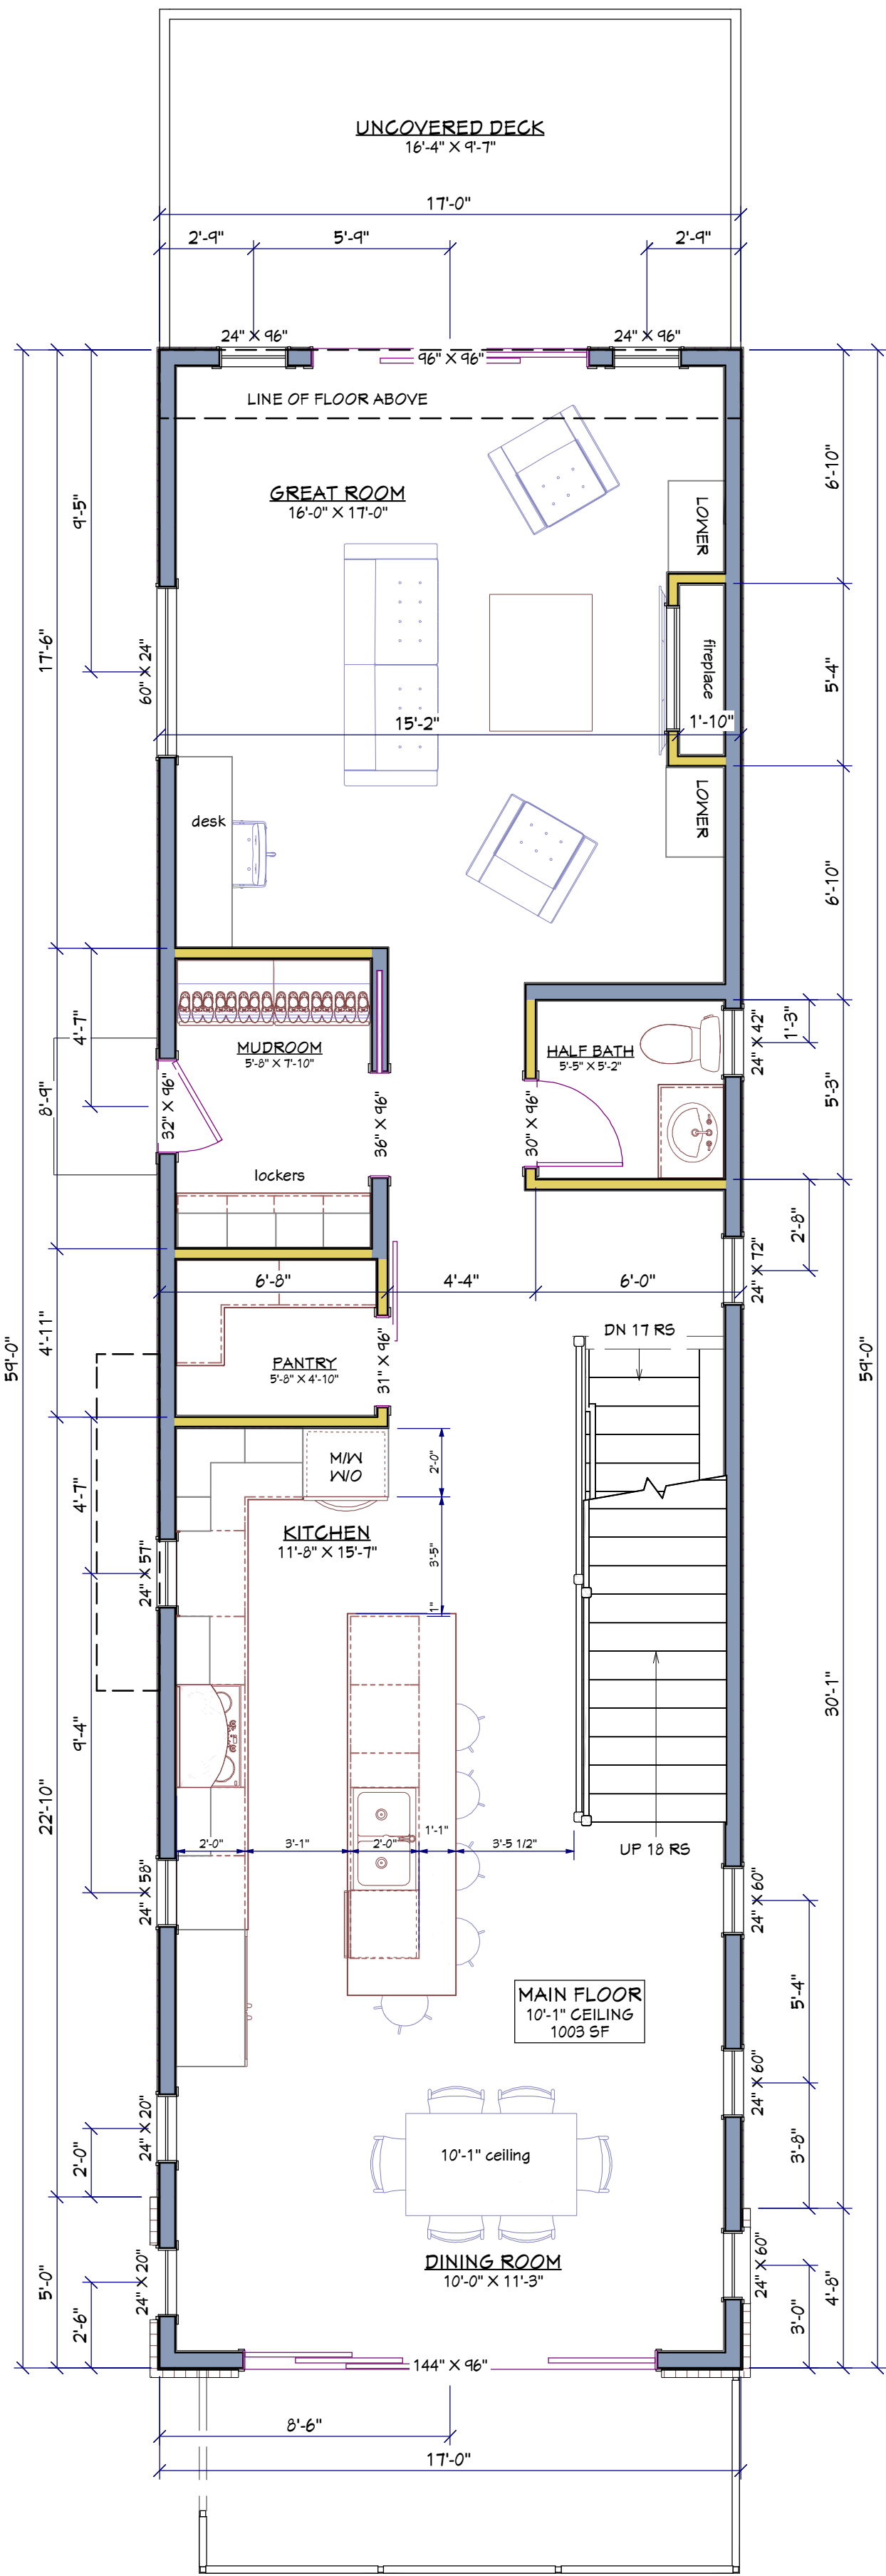 UNCOVERED DECK
16'-4" X 9'-7"
17'-0"
2'-9"
5'-9"
2'-9"
24" X 96"
96" X 96"
24" X 96"
LINE OF FLOOR ABOVE
GREAT ROOM
16'-0" X 17'-0"
LOWER
fireplace
LOWER
9'-5"
17'-6"
60" X 24"
15'-2"
1'-10"
6'-10"
5'-4"
6'-10"
desk
4'-7"
8'-9"
32" X 96"
MUDROOM
5'-8" X 7'-10"
36" X 96"
lockers
HALF BATH
5'-5" X 5'-2"
30" X 96"
24" X 42"
1'-3"
5'-3"
2'-8"
24" X 72"
6'-8"
4'-4"
6'-0"
59'-0"
4'-11"
PANTRY
5'-8" X 4'-10"
31" X 96"
DN 17 RS
59'-0"
M/W
W/O
2'-0"
KITCHEN
11'-8" X 15'-7"
3'-5"
1"
4'-7"
24" X 57"
9'-4"
22'-10"
30'-1"
2'-0"
3'-1"
2'-0"
1'-1"
3'-5 1/2"
UP 18 RS
24" X 58"
24" X 60"
MAIN FLOOR
10'-1" CEILING
1003 SF
5'-4"
24" X 60"
3'-8"
24" X 20"
2'-0"
10'-1" ceiling
DINING ROOM
10'-0" X 11'-3"
5'-0"
24" X 20"
2'-6"
24" X 60"
3'-0"
4'-8"
144" X 96"
8'-6"
17'-0"